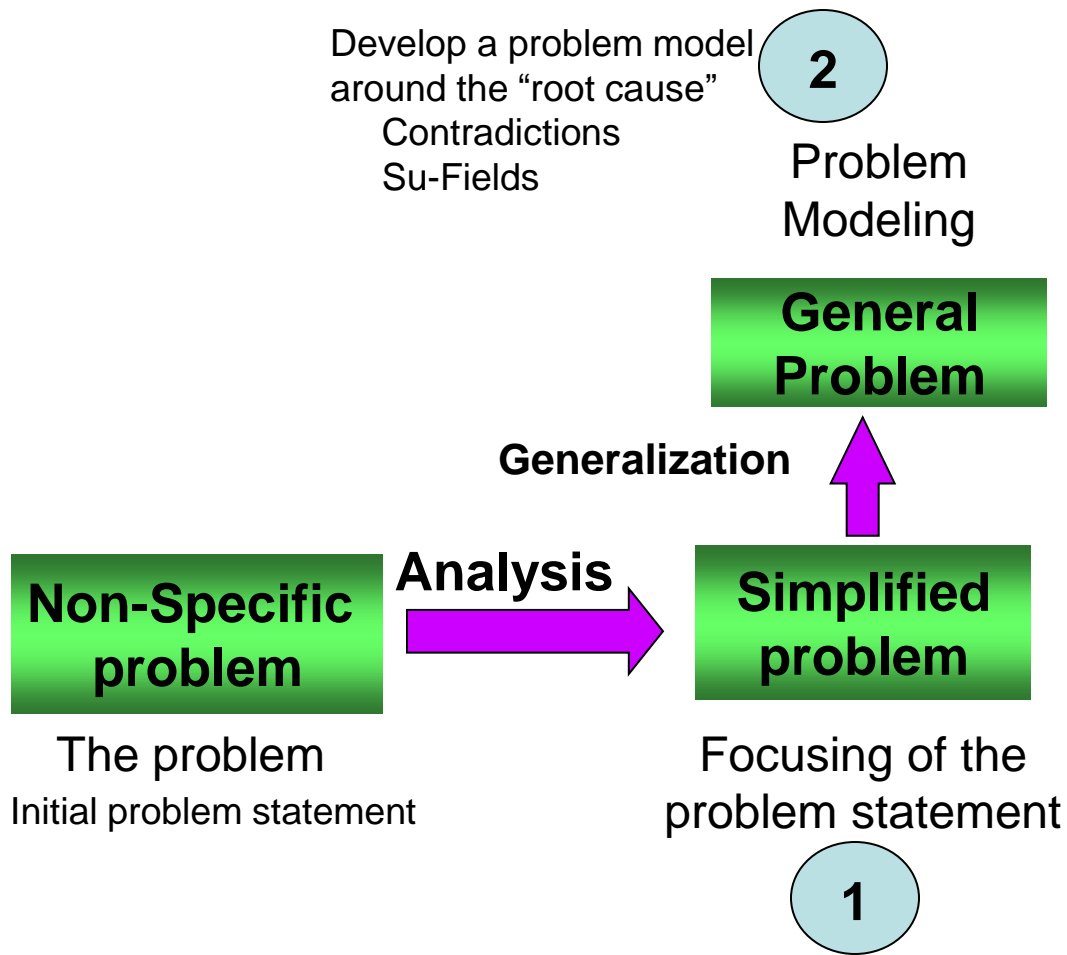 Develop a problem model
around the “root cause”
Contradictions
Su-Fields
2
Problem
Modeling
General
Problem
Generalization
Analysis
Non-Specific
problem
Simplified
problem
The problem
Initial problem statement
Focusing of the
problem statement
1